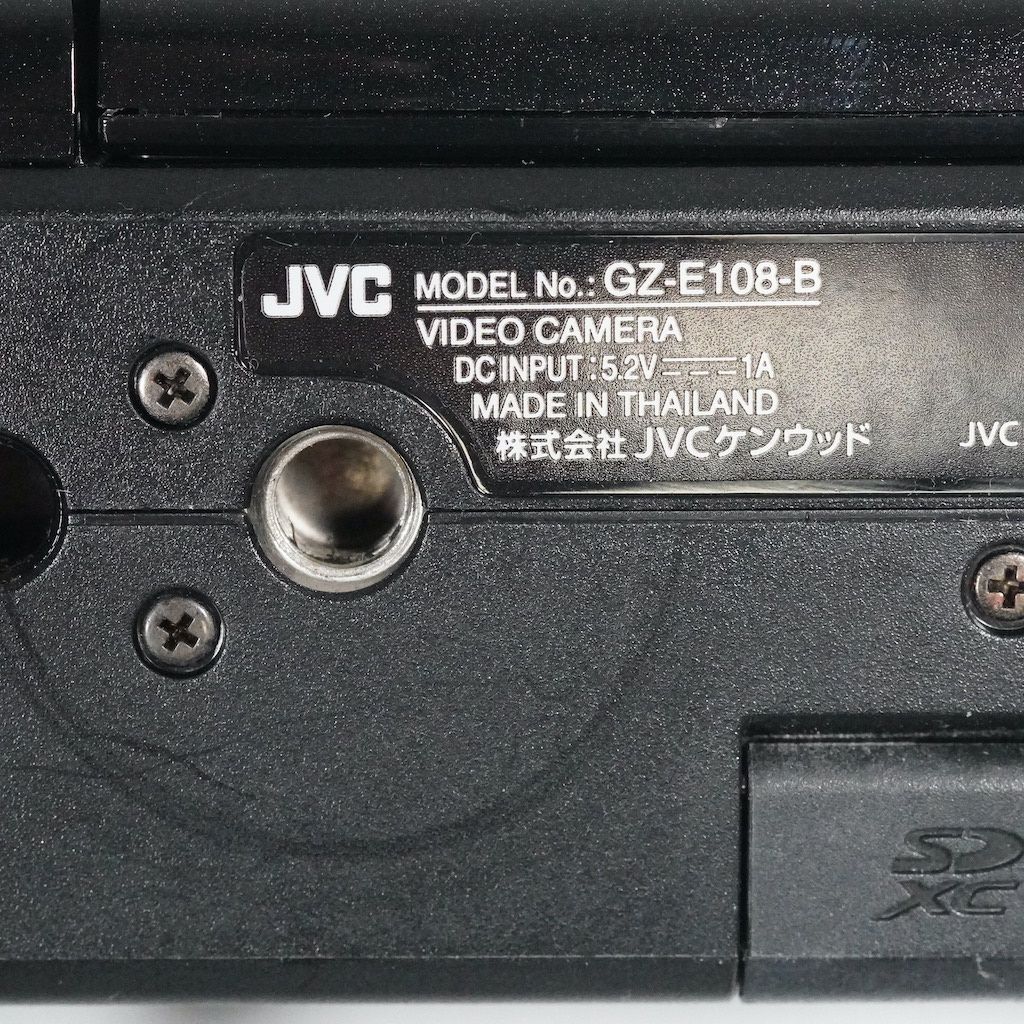 JVC MODEL No.: GZ-E108-B
VIDEO CAMERA
DC INPUT : 5.2V ⎓ 1A
MADE IN THAILAND
株式会社 JVCケンウッド JVC
SD
XC